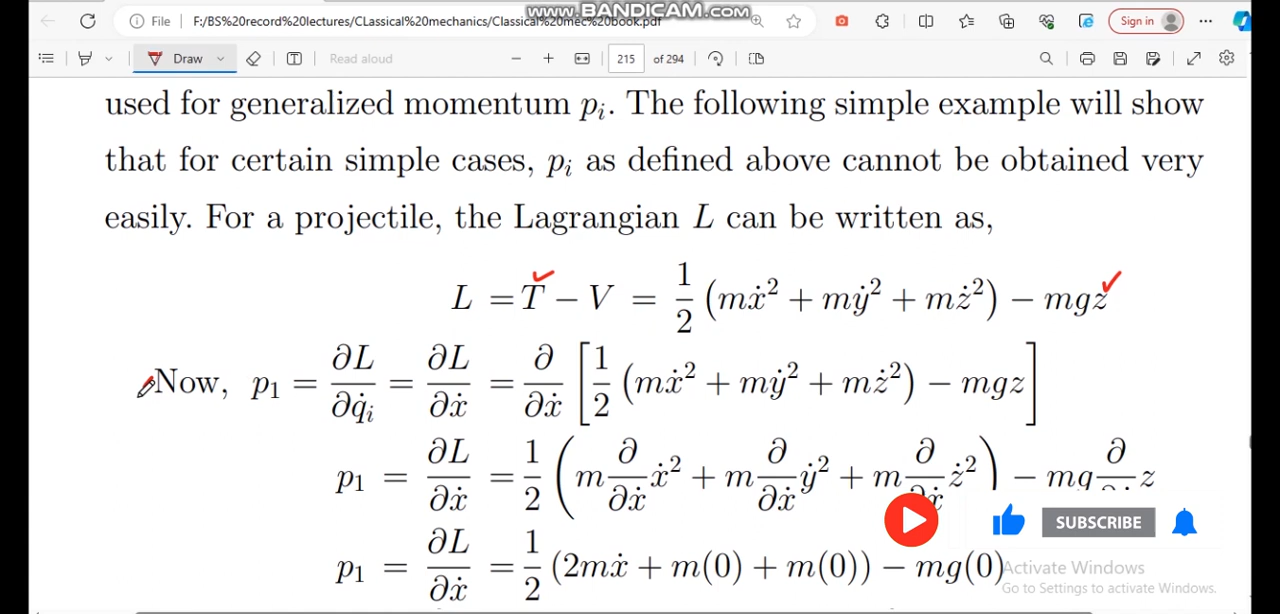 www.BANDICAM.com
File F:/BS%20record%20lectures/CLassical%20mechanics/Classical%20mec%20book.pdf Sign in
Draw Read aloud 215 of 294
used for generalized momentum pᵢ. The following simple example will show
that for certain simple cases, pᵢ as defined above cannot be obtained very
easily. For a projectile, the Lagrangian L can be written as,
L = T − V = 1/2 (mẋ² + mẏ² + mż²) − mgz
Now, p₁ = ∂L/∂q̇ᵢ = ∂L/∂ẋ = ∂/∂ẋ [1/2 (mẋ² + mẏ² + mż²) − mgz]
p₁ = ∂L/∂ẋ = 1/2 (m ∂/∂ẋ ẋ² + m ∂/∂ẋ ẏ² + m ∂/∂ẋ ż²) − mg ∂ z
SUBSCRIBE
p₁ = ∂L/∂ẋ = 1/2 (2mẋ + m(0) + m(0)) − mg(0)
Activate Windows
Go to Settings to activate Windows.